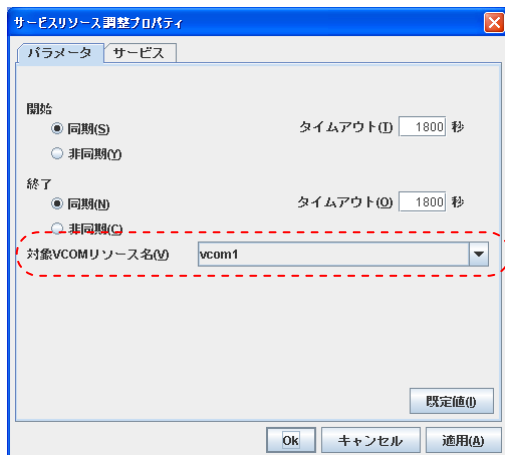 サービスリソース調整プロパティ
パラメータ サービス
開始
同期(S) タイムアウト(T) 1800 秒
非同期(Y)
終了
同期(N) タイムアウト(O) 1800 秒
非同期(C)
対象VCOMリソース名(V) vcom1
既定値(I)
Ok キャンセル 適用(A)